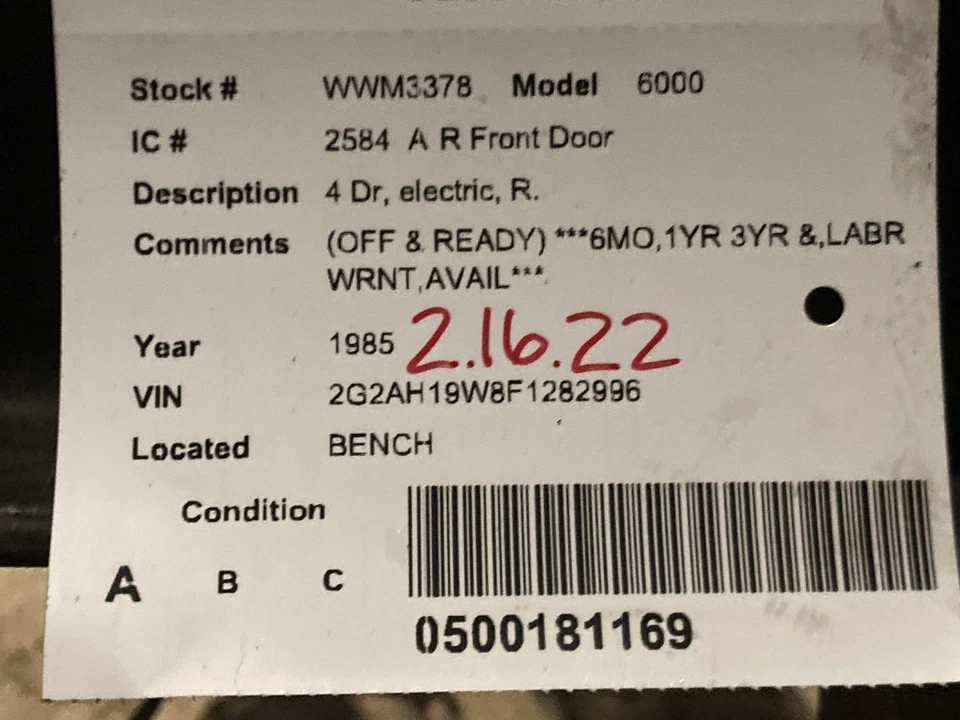 Stock # WWM3378 Model 6000
IC # 2584 A R Front Door
Description 4 Dr, electric, R.
Comments (OFF & READY) ***6MO,1YR 3YR &,LABR
WRNT,AVAIL***
Year 1985 2.16.22
VIN 2G2AH19W8F1282996
Located BENCH
Condition
A B C
0500181169